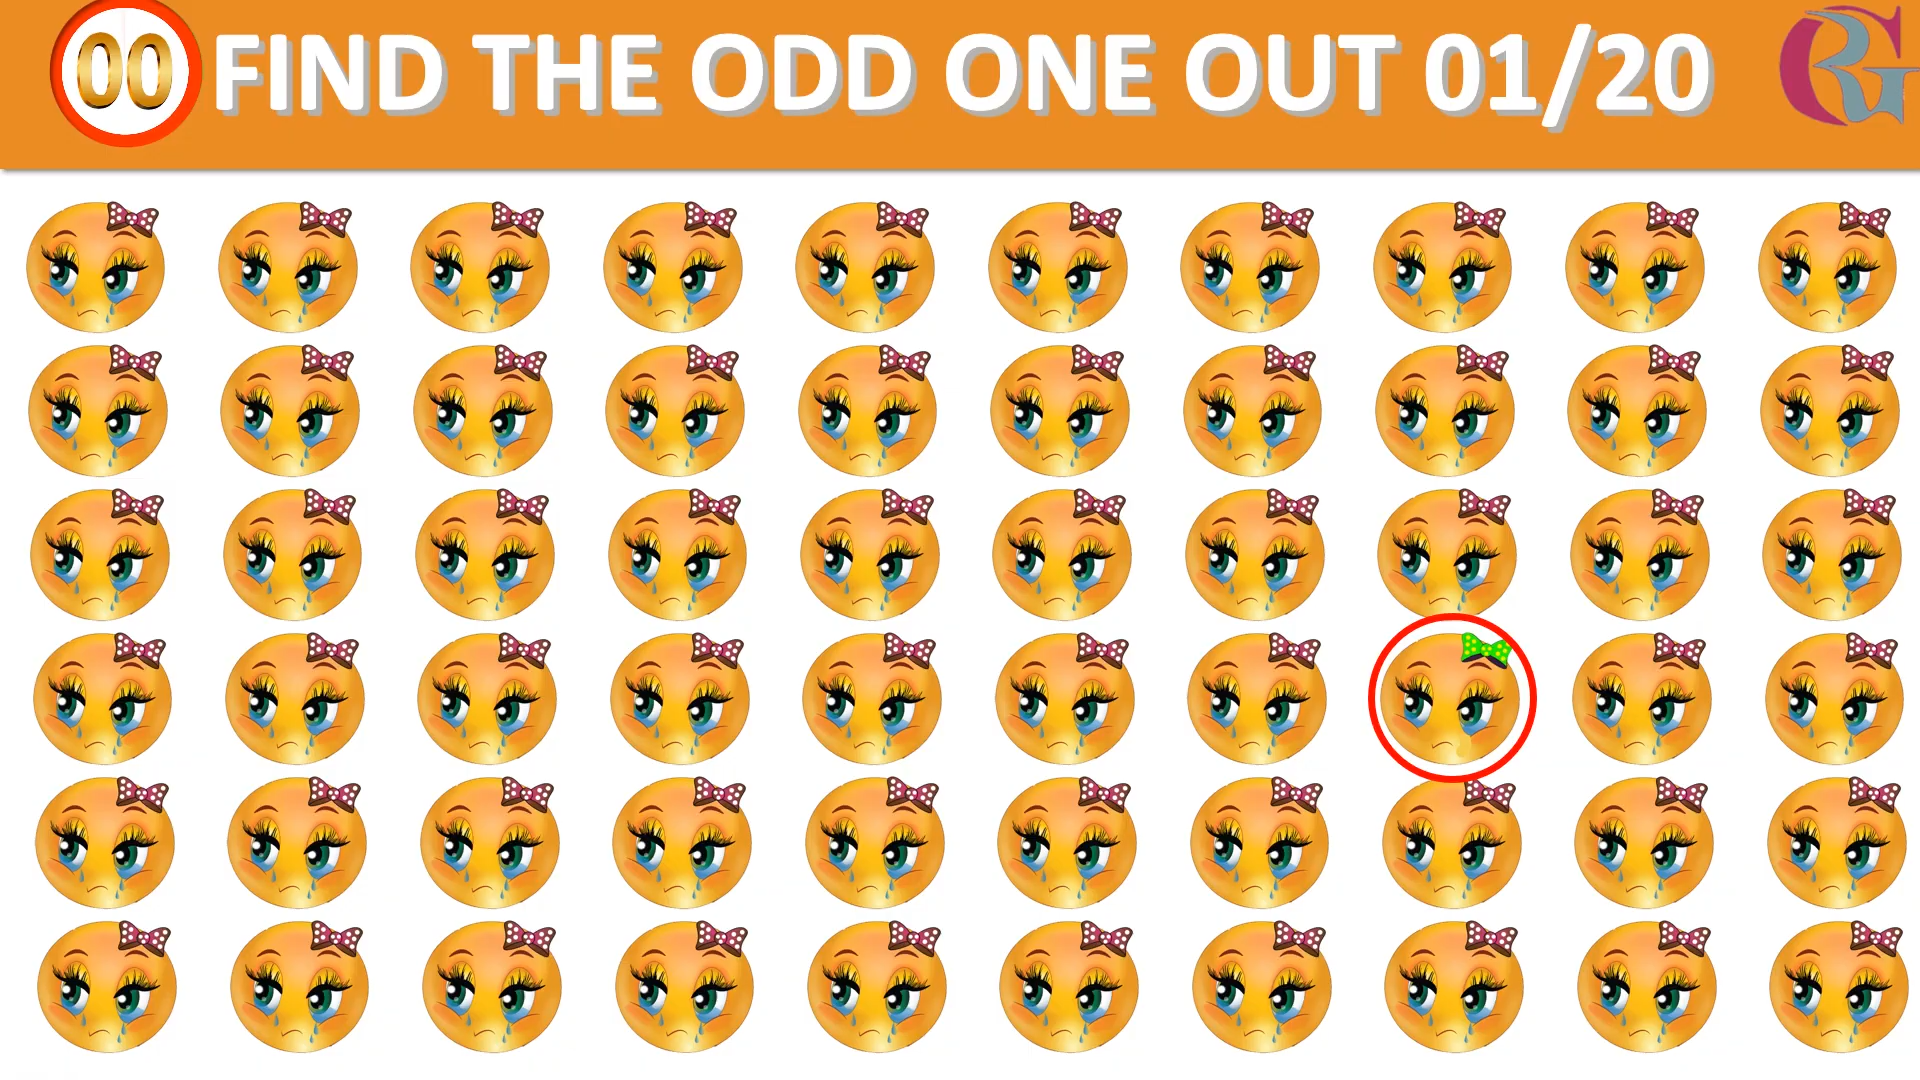 00 FIND THE ODD ONE OUT 01/20